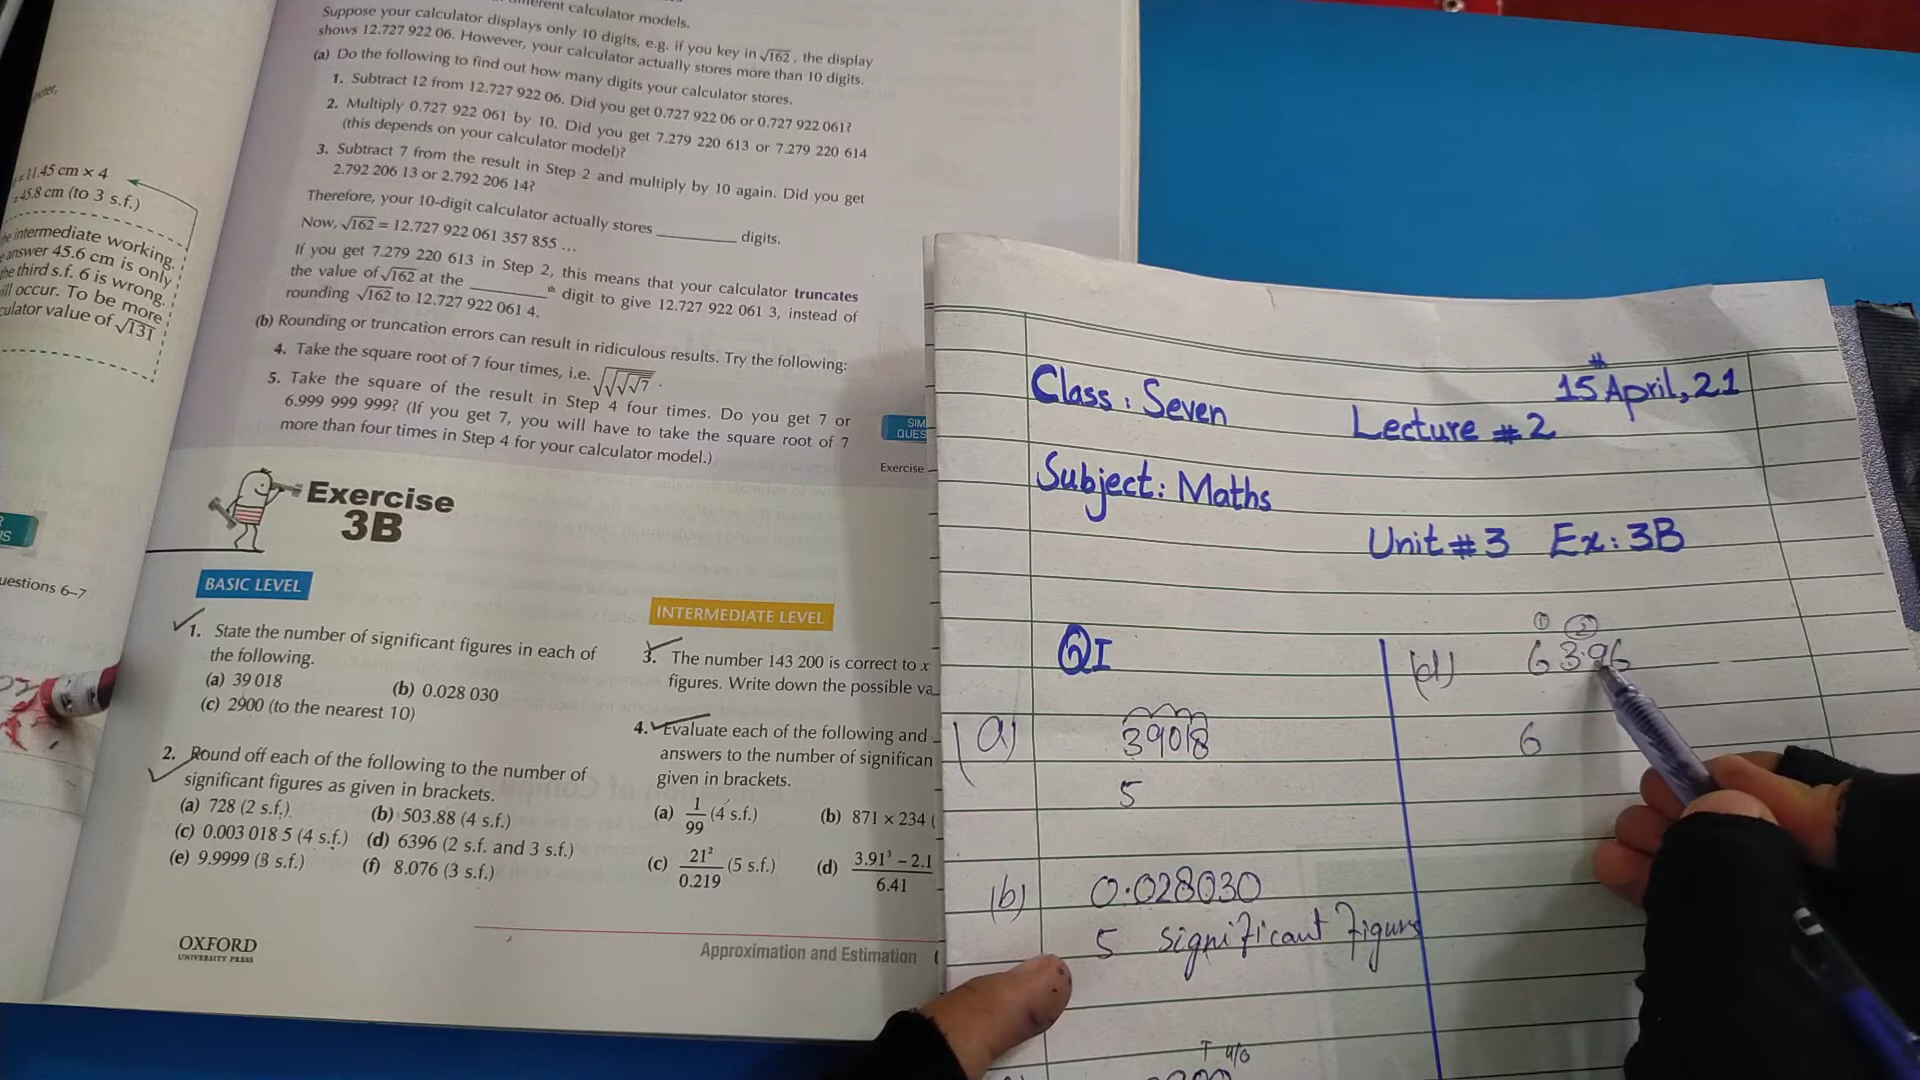 different calculator models.
Suppose your calculator displays only 10 digits, e.g. if you key in √162, the display
shows 12.727 922 06. However, your calculator actually stores more than 10 digits.
(a) Do the following to find out how many digits your calculator stores.
1. Subtract 12 from 12.727 922 06. Did you get 0.727 922 06 or 0.727 922 061?
2. Multiply 0.727 922 061 by 10. Did you get 7.279 220 613 or 7.279 220 614
(this depends on your calculator model)?
3. Subtract 7 from the result in Step 2 and multiply by 10 again. Did you get
2.792 206 13 or 2.792 206 14?
Therefore, your 10-digit calculator actually stores ________ digits.
Now, √162 = 12.727 922 061 357 855 ...
If you get 7.279 220 613 in Step 2, this means that your calculator truncates
the value of √162 at the ________th digit to give 12.727 922 061 3, instead of
rounding √162 to 12.727 922 061 4.
(b) Rounding or truncation errors can result in ridiculous results. Try the following:
4. Take the square root of 7 four times, i.e. √√√√7 .
5. Take the square of the result in Step 4 four times. Do you get 7 or
6.999 999 999? (If you get 7, you will have to take the square root of 7
more than four times in Step 4 for your calculator model.)
= 11.45 cm × 4
= 45.8 cm (to 3 s.f.)
intermediate working.
answer 45.6 cm is only
the third s.f. 6 is wrong.
will occur. To be more
value of √131
uestions 6–7
SIM
QUES
Exercise
Exercise
3B
BASIC LEVEL
1. State the number of significant figures in each of
the following.
(a) 39 018
(b) 0.028 030
(c) 2900 (to the nearest 10)
2. Round off each of the following to the number of
significant figures as given in brackets.
(a) 728 (2 s.f.)
(b) 503.88 (4 s.f.)
(c) 0.003 018 5 (4 s.f.)
(d) 6396 (2 s.f. and 3 s.f.)
(e) 9.9999 (3 s.f.)
(f) 8.076 (3 s.f.)
INTERMEDIATE LEVEL
3. The number 143 200 is correct to x
figures. Write down the possible va
4. Evaluate each of the following and
answers to the number of significan
given in brackets.
(a) 1/99 (4 s.f.)
(b) 871 × 234 (
(c) 21²/0.219 (5 s.f.)
(d) 3.91³ – 2.1
6.41
OXFORD
UNIVERSITY PRESS
Approximation and Estimation
15 April, 21
Class : Seven
Lecture # 2
Subject: Maths
Unit # 3 Ex: 3B
QI
(a) 39018
5
(b) 0.028030
5 significant figure
(d) 63.96
6